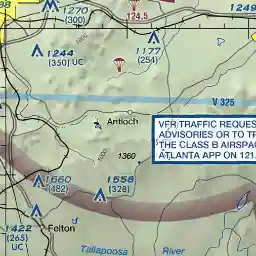 1270
(300)
124.5
1249
1244
(350) UC
1177
(254)
V 325
Antioch
VFR TRAFFIC REQUES
ADVISORIES OR TO TR
THE CLASS B AIRSPAC
ATLANTA APP ON 121.
1000
1360
1660
(482)
1558
(328)
1422
(265)
UC
Felton
Tallapoosa River